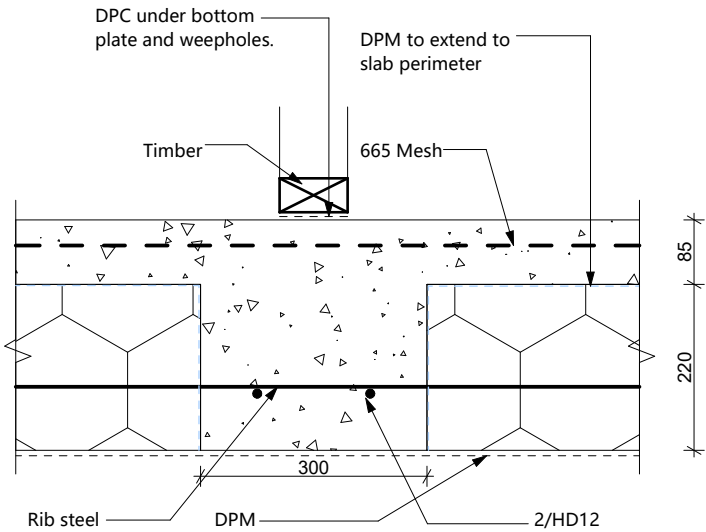 DPC under bottom
plate and weepholes.
DPM to extend to
slab perimeter
Timber
665 Mesh
85
220
300
Rib steel
DPM
2/HD12